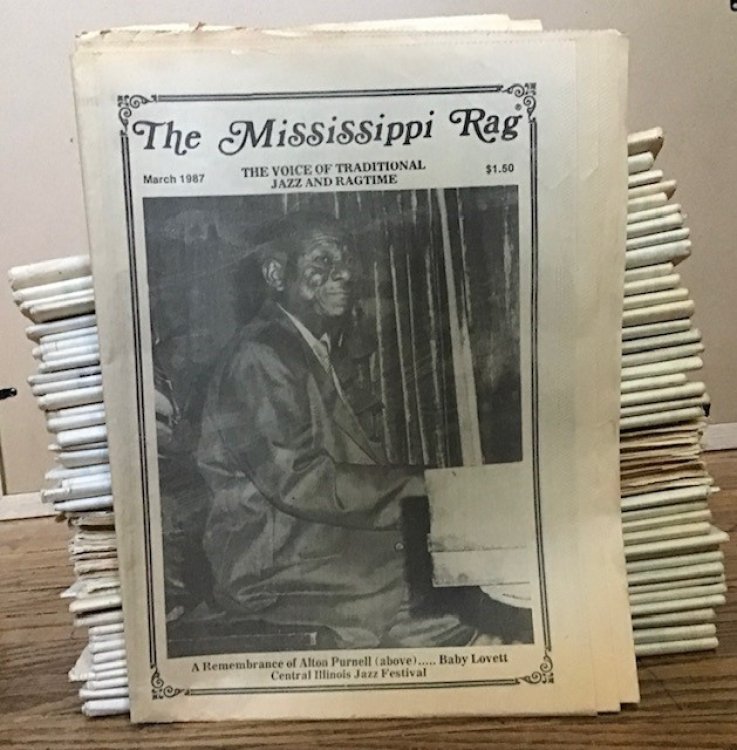 The Mississippi Rag®
March 1987
THE VOICE OF TRADITIONAL
JAZZ AND RAGTIME
$1.50
A Remembrance of Alton Purnell (above)..... Baby Lovett
Central Illinois Jazz Festival